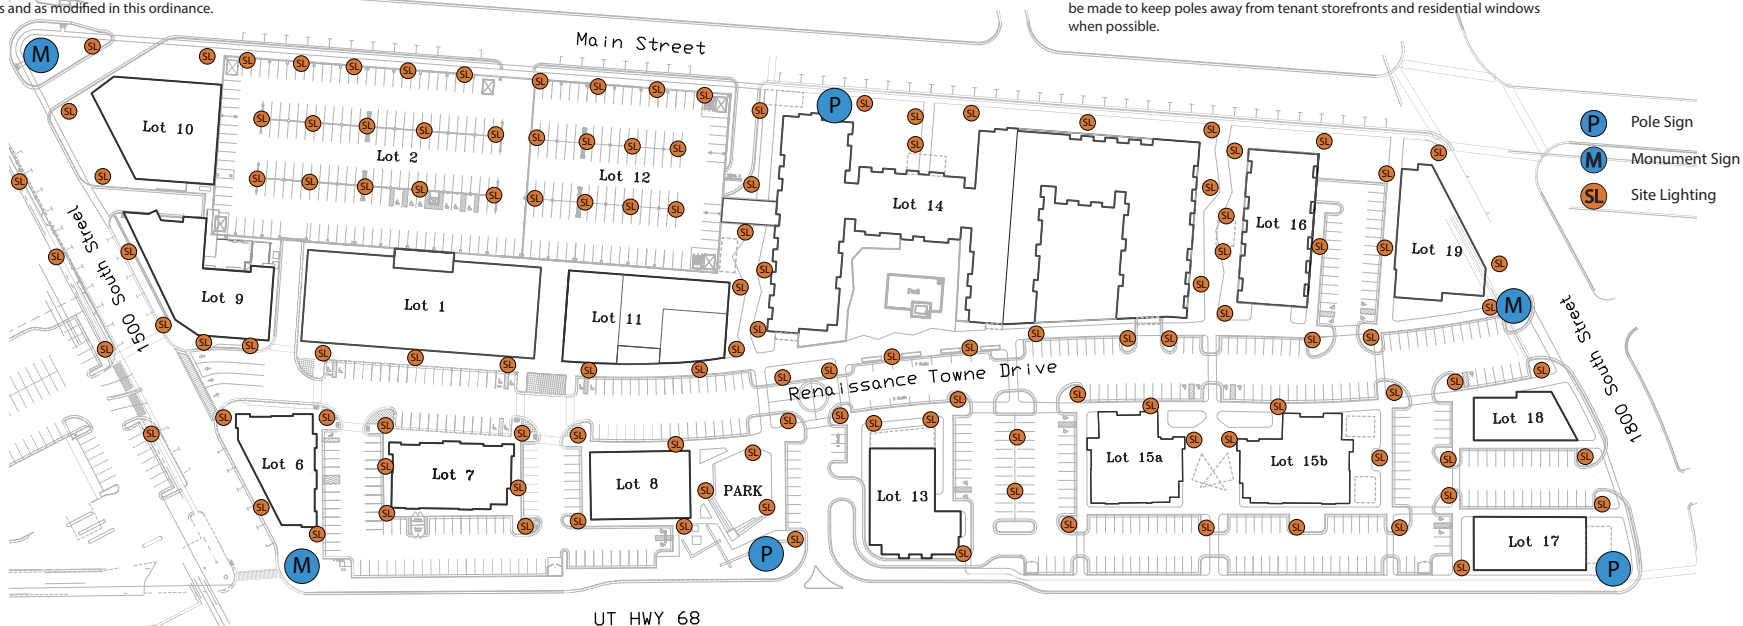 s and as modified in this ordinance.
be made to keep poles away from tenant storefronts and residential windows
when possible.
Main Street
P Pole Sign
M Monument Sign
SL Site Lighting
M
P
M
M
P
P
SL
Lot 10
Lot 2
Lot 12
Lot 14
Lot 16
Lot 19
Lot 9
Lot 1
Lot 11
1500 South Street
1800 South Street
Renaissance Towne Drive
Lot 6
Lot 7
Lot 8
PARK
Lot 13
Lot 15a
Lot 15b
Lot 18
Lot 17
UT HWY 68